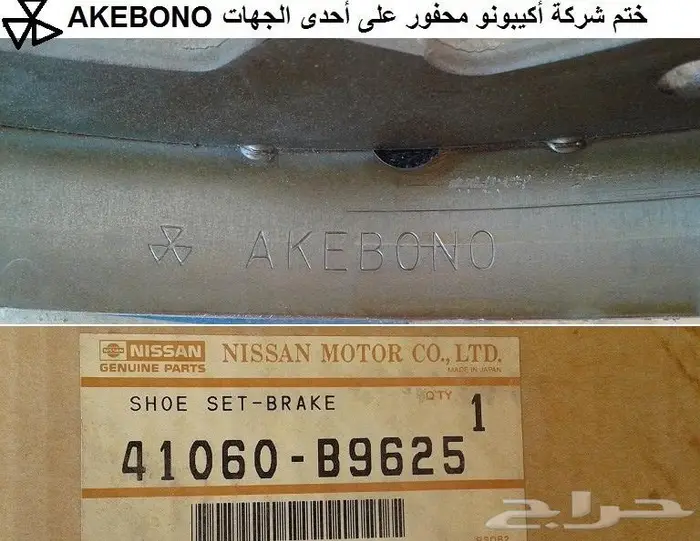 ختم شركة أكيبونو محفور على أحدى الجهات AKEBONO
AKEBONO
NISSAN
GENUINE PARTS
NISSAN MOTOR CO., LTD.
MADE IN JAPAN
SHOE SET-BRAKE
Q'TY
1
41060-B9625
حراج